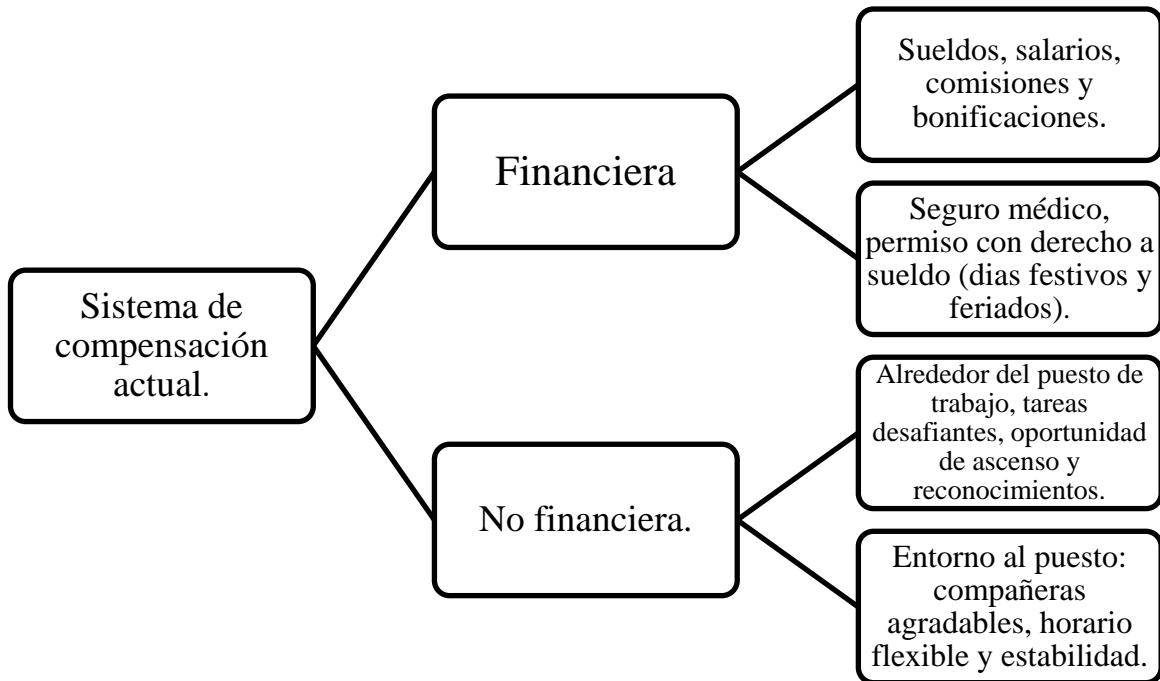 Sistema de
compensación
actual.
Financiera
Sueldos, salarios,
comisiones y
bonificaciones.
Seguro médico,
permiso con derecho a
sueldo (dias festivos y
feriados).
No financiera.
Alrededor del puesto de
trabajo, tareas
desafiantes, oportunidad
de ascenso y
reconocimientos.
Entorno al puesto:
compañeras
agradables, horario
flexible y estabilidad.